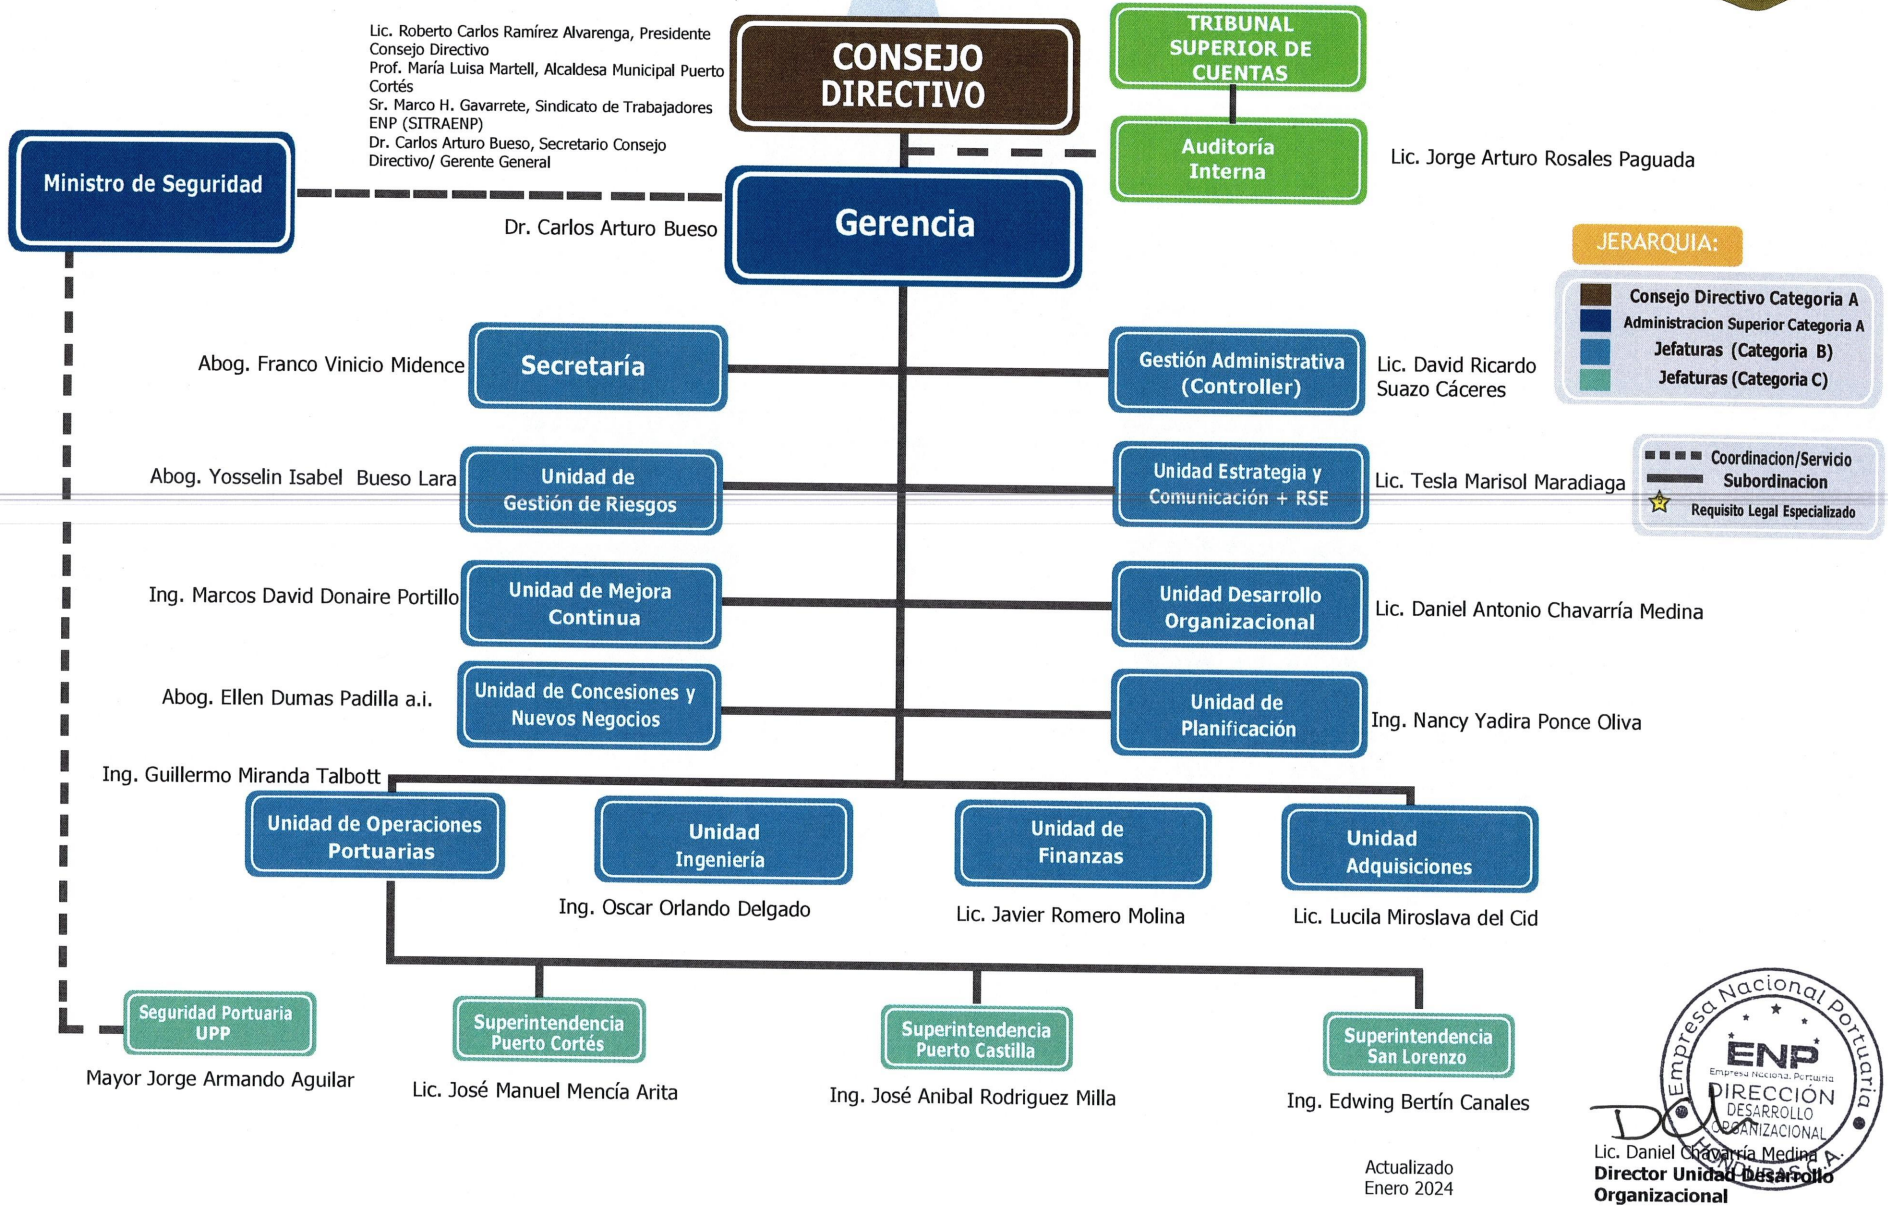 Lic. Roberto Carlos Ramírez Alvarenga, Presidente
Consejo Directivo
Prof. María Luisa Martell, Alcaldesa Municipal Puerto
Cortés
Sr. Marco H. Gavarrete, Sindicato de Trabajadores
ENP (SITRAENP)
Dr. Carlos Arturo Bueso, Secretario Consejo
Directivo/ Gerente General
CONSEJO
DIRECTIVO
TRIBUNAL
SUPERIOR DE
CUENTAS
Auditoría
Interna
Lic. Jorge Arturo Rosales Paguada
Ministro de Seguridad
Dr. Carlos Arturo Bueso
Gerencia
JERARQUIA:
Consejo Directivo Categoria A
Administracion Superior Categoria A
Jefaturas (Categoria B)
Jefaturas (Categoria C)
Coordinacion/Servicio
Subordinacion
Requisito Legal Especializado
Abog. Franco Vinicio Midence
Secretaría
Gestión Administrativa
(Controller)
Lic. David Ricardo
Suazo Cáceres
Abog. Yosselin Isabel Bueso Lara
Unidad de
Gestión de Riesgos
Unidad Estrategia y
Comunicación + RSE
Lic. Tesla Marisol Maradiaga
Ing. Marcos David Donaire Portillo
Unidad de Mejora
Continua
Unidad Desarrollo
Organizacional
Lic. Daniel Antonio Chavarría Medina
Abog. Ellen Dumas Padilla a.i.
Unidad de Concesiones y
Nuevos Negocios
Unidad de
Planificación
Ing. Nancy Yadira Ponce Oliva
Ing. Guillermo Miranda Talbott
Unidad de Operaciones
Portuarias
Unidad
Ingeniería
Ing. Oscar Orlando Delgado
Unidad de
Finanzas
Lic. Javier Romero Molina
Unidad
Adquisiciones
Lic. Lucila Miroslava del Cid
Seguridad Portuaria
UPP
Mayor Jorge Armando Aguilar
Superintendencia
Puerto Cortés
Lic. José Manuel Mencía Arita
Superintendencia
Puerto Castilla
Ing. José Anibal Rodriguez Milla
Superintendencia
San Lorenzo
Ing. Edwing Bertín Canales
Actualizado
Enero 2024
Empresa Nacional Portuaria
ENP
Empresa Nacional Portuaria
DIRECCIÓN
DESARROLLO
ORGANIZACIONAL
HONDURAS C.A.
Lic. Daniel Chavarría Medina
Director Unidad Desarrollo
Organizacional